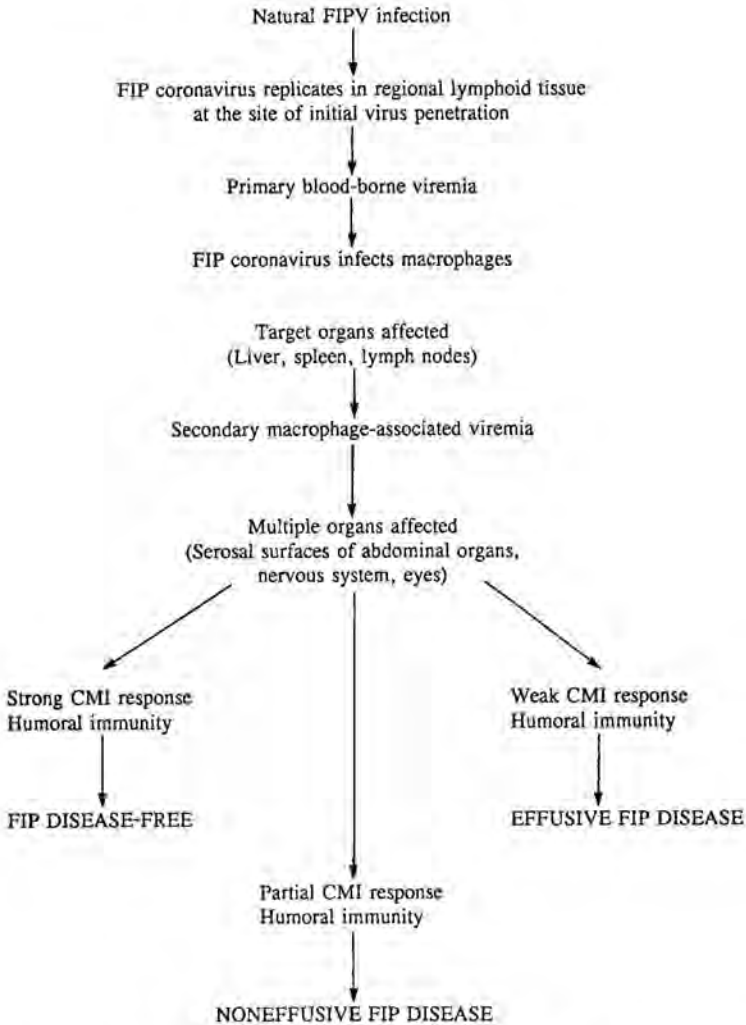 Natural FIPV infection
FIP coronavirus replicates in regional lymphoid tissue
at the site of initial virus penetration
Primary blood-borne viremia
FIP coronavirus infects macrophages
Target organs affected
(Liver, spleen, lymph nodes)
Secondary macrophage-associated viremia
Multiple organs affected
(Serosal surfaces of abdominal organs,
nervous system, eyes)
Strong CMI response
Humoral immunity
FIP DISEASE-FREE
Weak CMI response
Humoral immunity
EFFUSIVE FIP DISEASE
Partial CMI response
Humoral immunity
NONEFFUSIVE FIP DISEASE